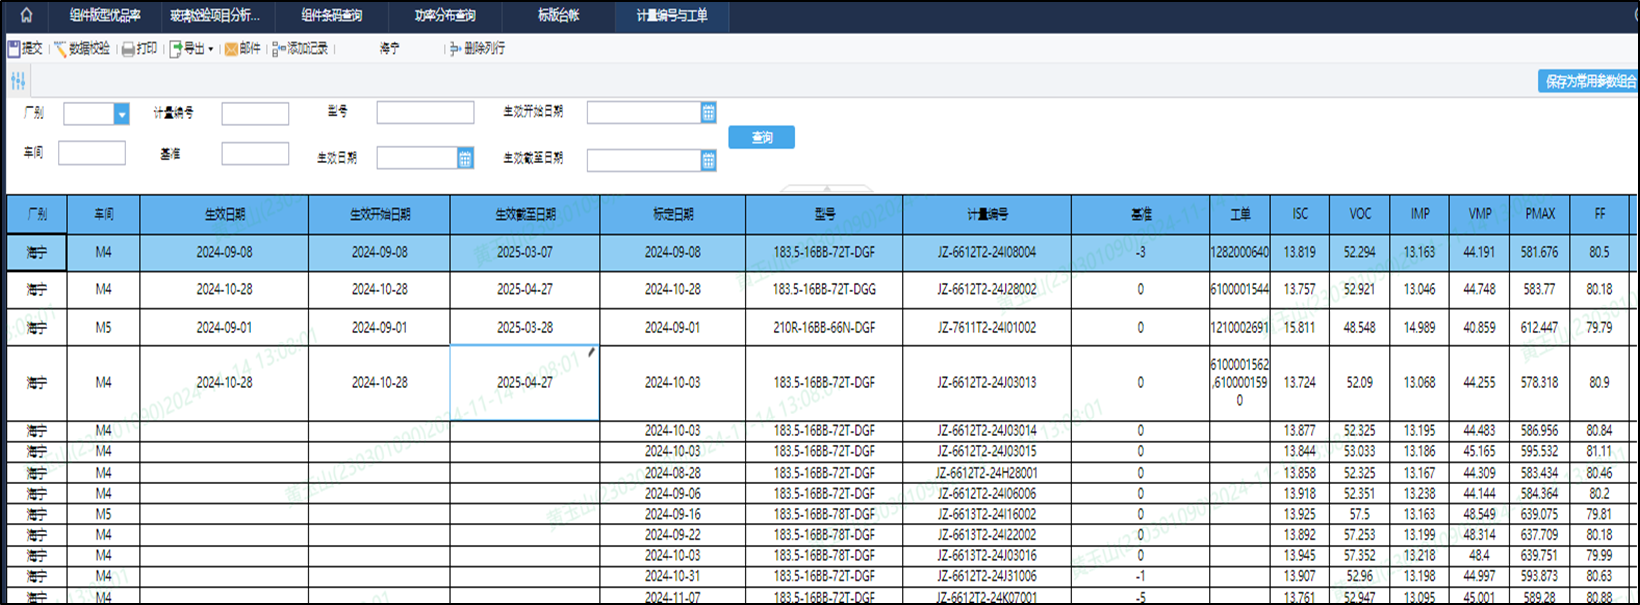 组件版型优品率 玻璃检验项目分析... 组件条码查询 功率分布查询 标版台帐 计量编号与工单
提交 数据校验 打印 导出 邮件 添加记录 海宁 删除列行
保存为常用参数组合
厂别 计量编号 型号 生效开始日期
查询
车间 基准 生效日期 生效截至日期
厂别 车间 生效日期 生效开始日期 生效截至日期 标定日期 型号 计量编号 基准 工单 ISC VOC IMP VMP PMAX FF
海宁 M4 2024-09-08 2024-09-08 2025-03-07 2024-09-08 183.5-16BB-72T-DGF JZ-6612T2-24I08004 -3 1282000640 13.819 52.294 13.163 44.191 581.676 80.5
海宁 M4 2024-10-28 2024-10-28 2025-04-27 2024-10-28 183.5-16BB-72T-DGG JZ-6612T2-24J28002 0 6100001544 13.757 52.921 13.046 44.748 583.77 80.18
海宁 M5 2024-09-01 2024-09-01 2025-03-28 2024-09-01 210R-16BB-66N-DGF JZ-7611T2-24I01002 0 1210002691 15.811 48.548 14.989 40.859 612.447 79.79
海宁 M4 2024-10-28 2024-10-28 2025-04-27 2024-10-03 183.5-16BB-72T-DGF JZ-6612T2-24J03013 0 6100001562,6100001590 13.724 52.09 13.068 44.255 578.318 80.9
海宁 M4 2024-10-03 183.5-16BB-72T-DGF JZ-6612T2-24J03014 0 13.877 52.325 13.195 44.483 586.956 80.84
海宁 M4 2024-10-03 183.5-16BB-72T-DGF JZ-6612T2-24J03015 0 13.844 53.033 13.186 45.165 595.532 81.11
海宁 M4 2024-08-28 183.5-16BB-72T-DGF JZ-6612T2-24H28001 0 13.858 52.325 13.167 44.309 583.434 80.46
海宁 M4 2024-09-06 183.5-16BB-72T-DGF JZ-6612T2-24I06006 0 13.918 52.351 13.238 44.144 584.364 80.2
海宁 M5 2024-09-16 183.5-16BB-78T-DGF JZ-6613T2-24I16002 0 13.925 57.5 13.163 48.549 639.075 79.81
海宁 M4 2024-09-22 183.5-16BB-78T-DGF JZ-6613T2-24I22002 0 13.892 57.253 13.199 48.314 637.709 80.18
海宁 M4 2024-10-03 183.5-16BB-78T-DGF JZ-6613T2-24J03016 0 13.945 57.352 13.218 48.4 639.751 79.99
海宁 M4 2024-10-31 183.5-16BB-72T-DGF JZ-6612T2-24J31006 -1 13.907 52.96 13.198 44.997 593.873 80.63
海宁 M4 2024-11-07 183.5-16BB-72T-DGF JZ-6612T2-24K07001 -5 13.761 52.947 13.095 45.001 589.28 80.88
黄玉山(230301090)2024-11-14 13:08:01